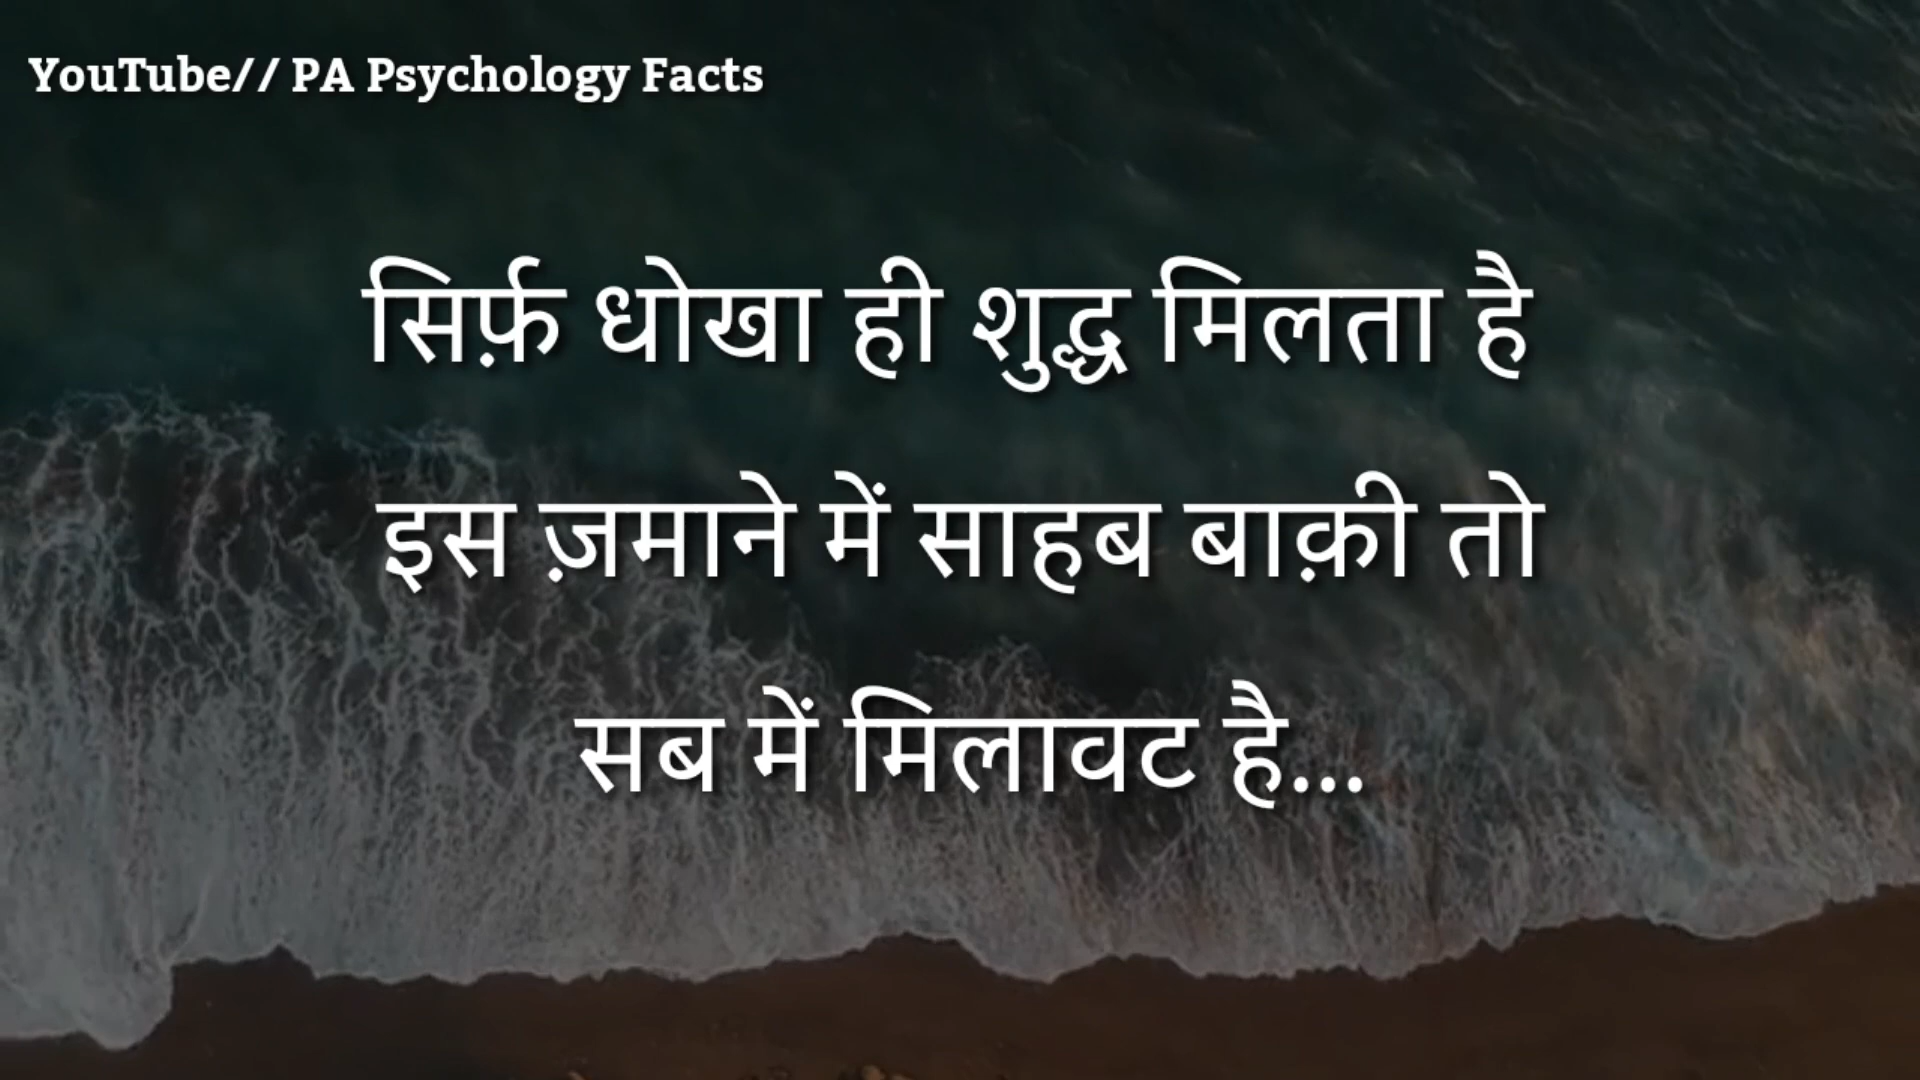 YouTube// PA Psychology Facts
सिर्फ़ धोखा ही शुद्ध मिलता है
इस ज़माने में साहब बाक़ी तो
सब में मिलावट है...